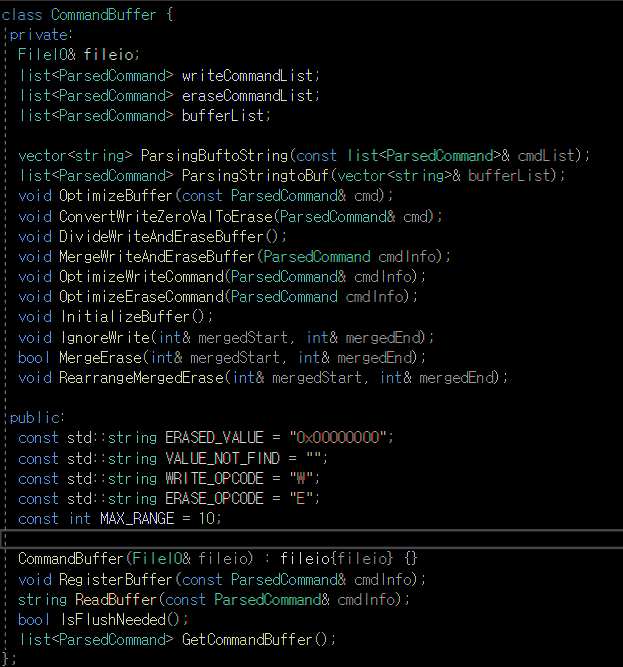 class CommandBuffer {
private:
FileIO& fileio;
list<ParsedCommand> writeCommandList;
list<ParsedCommand> eraseCommandList;
list<ParsedCommand> bufferList;
vector<string> ParsingBuftoString(const list<ParsedCommand>& cmdList);
list<ParsedCommand> ParsingStringtoBuf(vector<string>& bufferList);
void OptimizeBuffer(const ParsedCommand& cmd);
void ConvertWriteZeroValToErase(ParsedCommand& cmd);
void DivideWriteAndEraseBuffer();
void MergeWriteAndEraseBuffer(ParsedCommand cmdInfo);
void OptimizeWriteCommand(ParsedCommand& cmdInfo);
void OptimizeEraseCommand(ParsedCommand cmdInfo);
void InitializeBuffer();
void IgnoreWrite(int& mergedStart, int& mergedEnd);
bool MergeErase(int& mergedStart, int& mergedEnd);
void RearrangeMergedErase(int& mergedStart, int& mergedEnd);
public:
const std::string ERASED_VALUE = "0x00000000";
const std::string VALUE_NOT_FIND = "";
const std::string WRITE_OPCODE = "W";
const std::string ERASE_OPCODE = "E";
const int MAX_RANGE = 10;
CommandBuffer(FileIO& fileio) : fileio{fileio} {}
void RegisterBuffer(const ParsedCommand& cmdInfo);
string ReadBuffer(const ParsedCommand& cmdInfo);
bool IsFlushNeeded();
list<ParsedCommand> GetCommandBuffer();
};